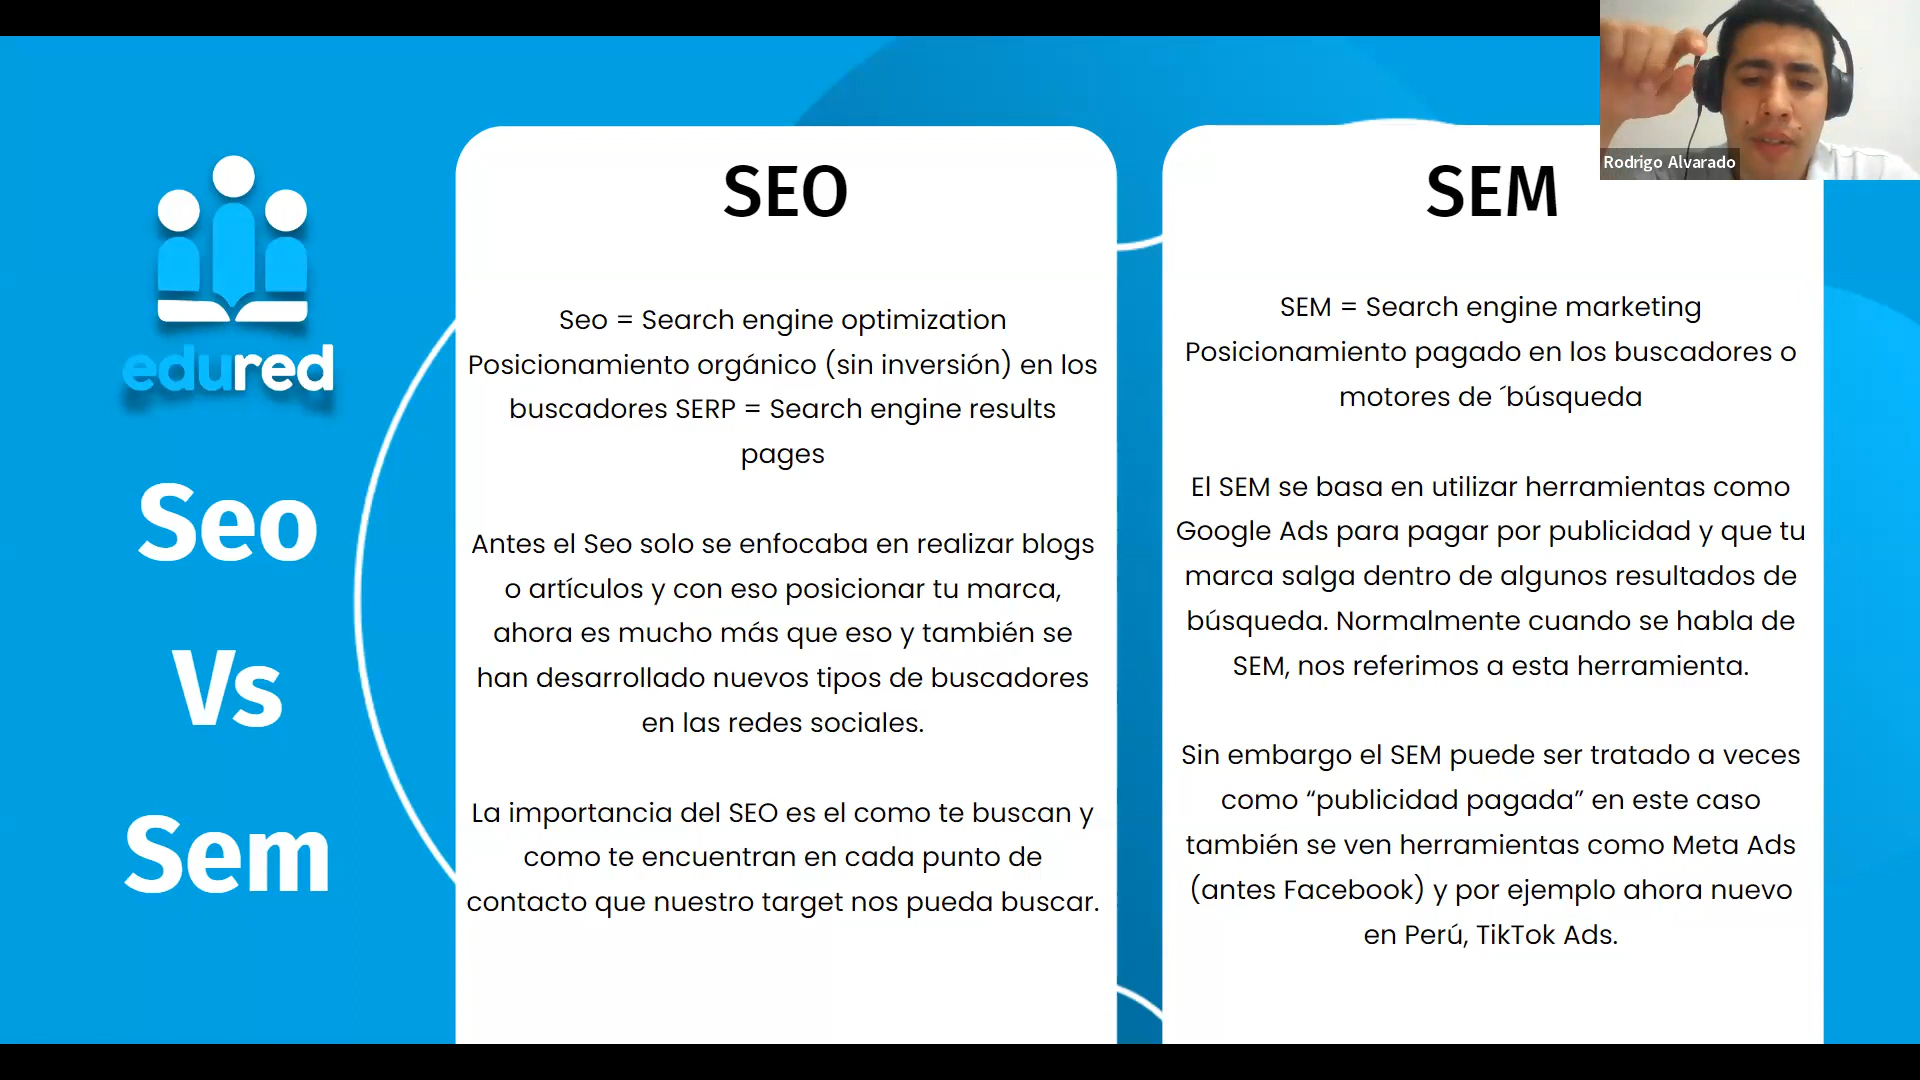 edured
Seo
Vs
Sem
SEO
Seo = Search engine optimization
Posicionamiento orgánico (sin inversión) en los
buscadores SERP = Search engine results
pages
Antes el Seo solo se enfocaba en realizar blogs
o artículos y con eso posicionar tu marca,
ahora es mucho más que eso y también se
han desarrollado nuevos tipos de buscadores
en las redes sociales.
La importancia del SEO es el como te buscan y
como te encuentran en cada punto de
contacto que nuestro target nos pueda buscar.
SEM
SEM = Search engine marketing
Posicionamiento pagado en los buscadores o
motores de ´búsqueda
El SEM se basa en utilizar herramientas como
Google Ads para pagar por publicidad y que tu
marca salga dentro de algunos resultados de
búsqueda. Normalmente cuando se habla de
SEM, nos referimos a esta herramienta.
Sin embargo el SEM puede ser tratado a veces
como “publicidad pagada” en este caso
también se ven herramientas como Meta Ads
(antes Facebook) y por ejemplo ahora nuevo
en Perú, TikTok Ads.
Rodrigo Alvarado